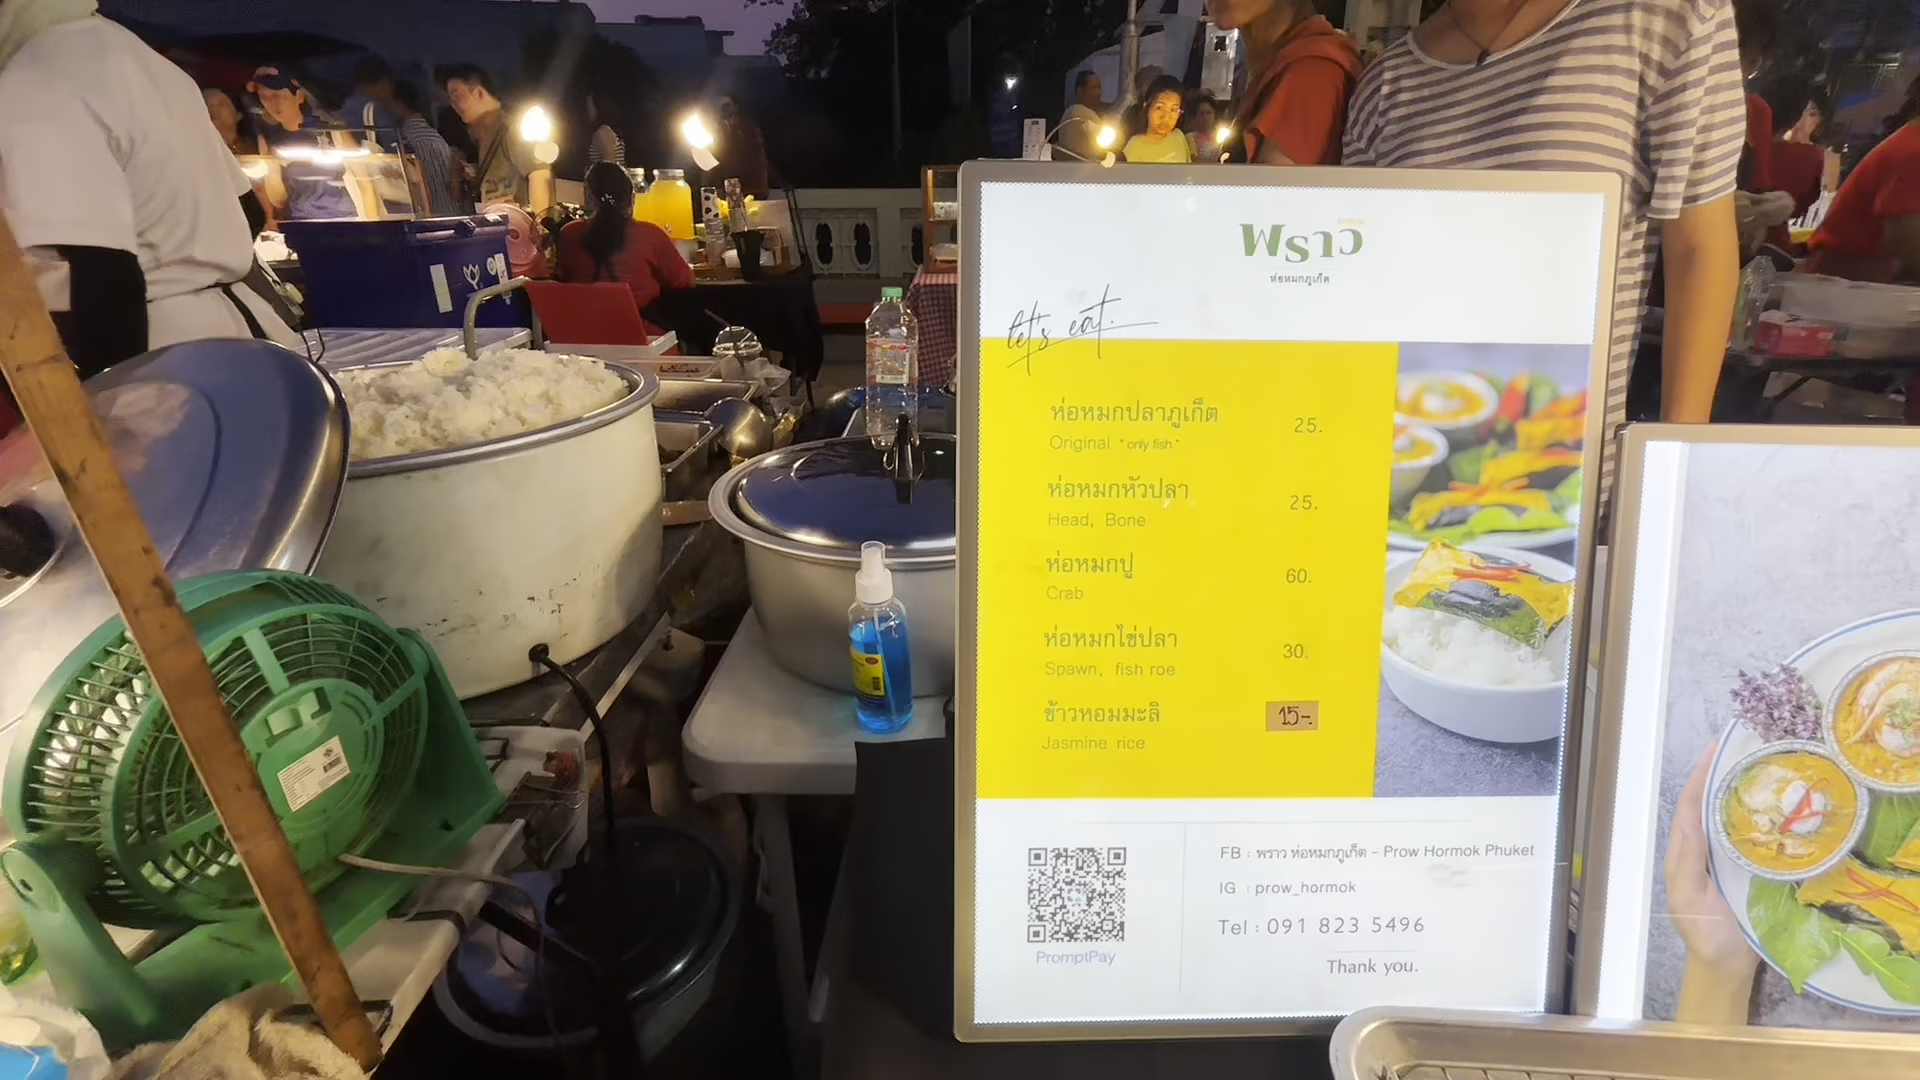 พราว
ห่อหมกภูเก็ต
let's eat.
ห่อหมกปลาภูเก็ต 25.
Original "only fish"
ห่อหมกหัวปลา 25.
Head, Bone
ห่อหมกปู 60.
Crab
ห่อหมกไข่ปลา 30.
Spawn, fish roe
ข้าวหอมมะลิ 15-.
Jasmine rice
FB : พราว ห่อหมกภูเก็ต - Prow Hormok Phuket
IG : prow_hormok
Tel : 091 823 5496
PromptPay
Thank you.